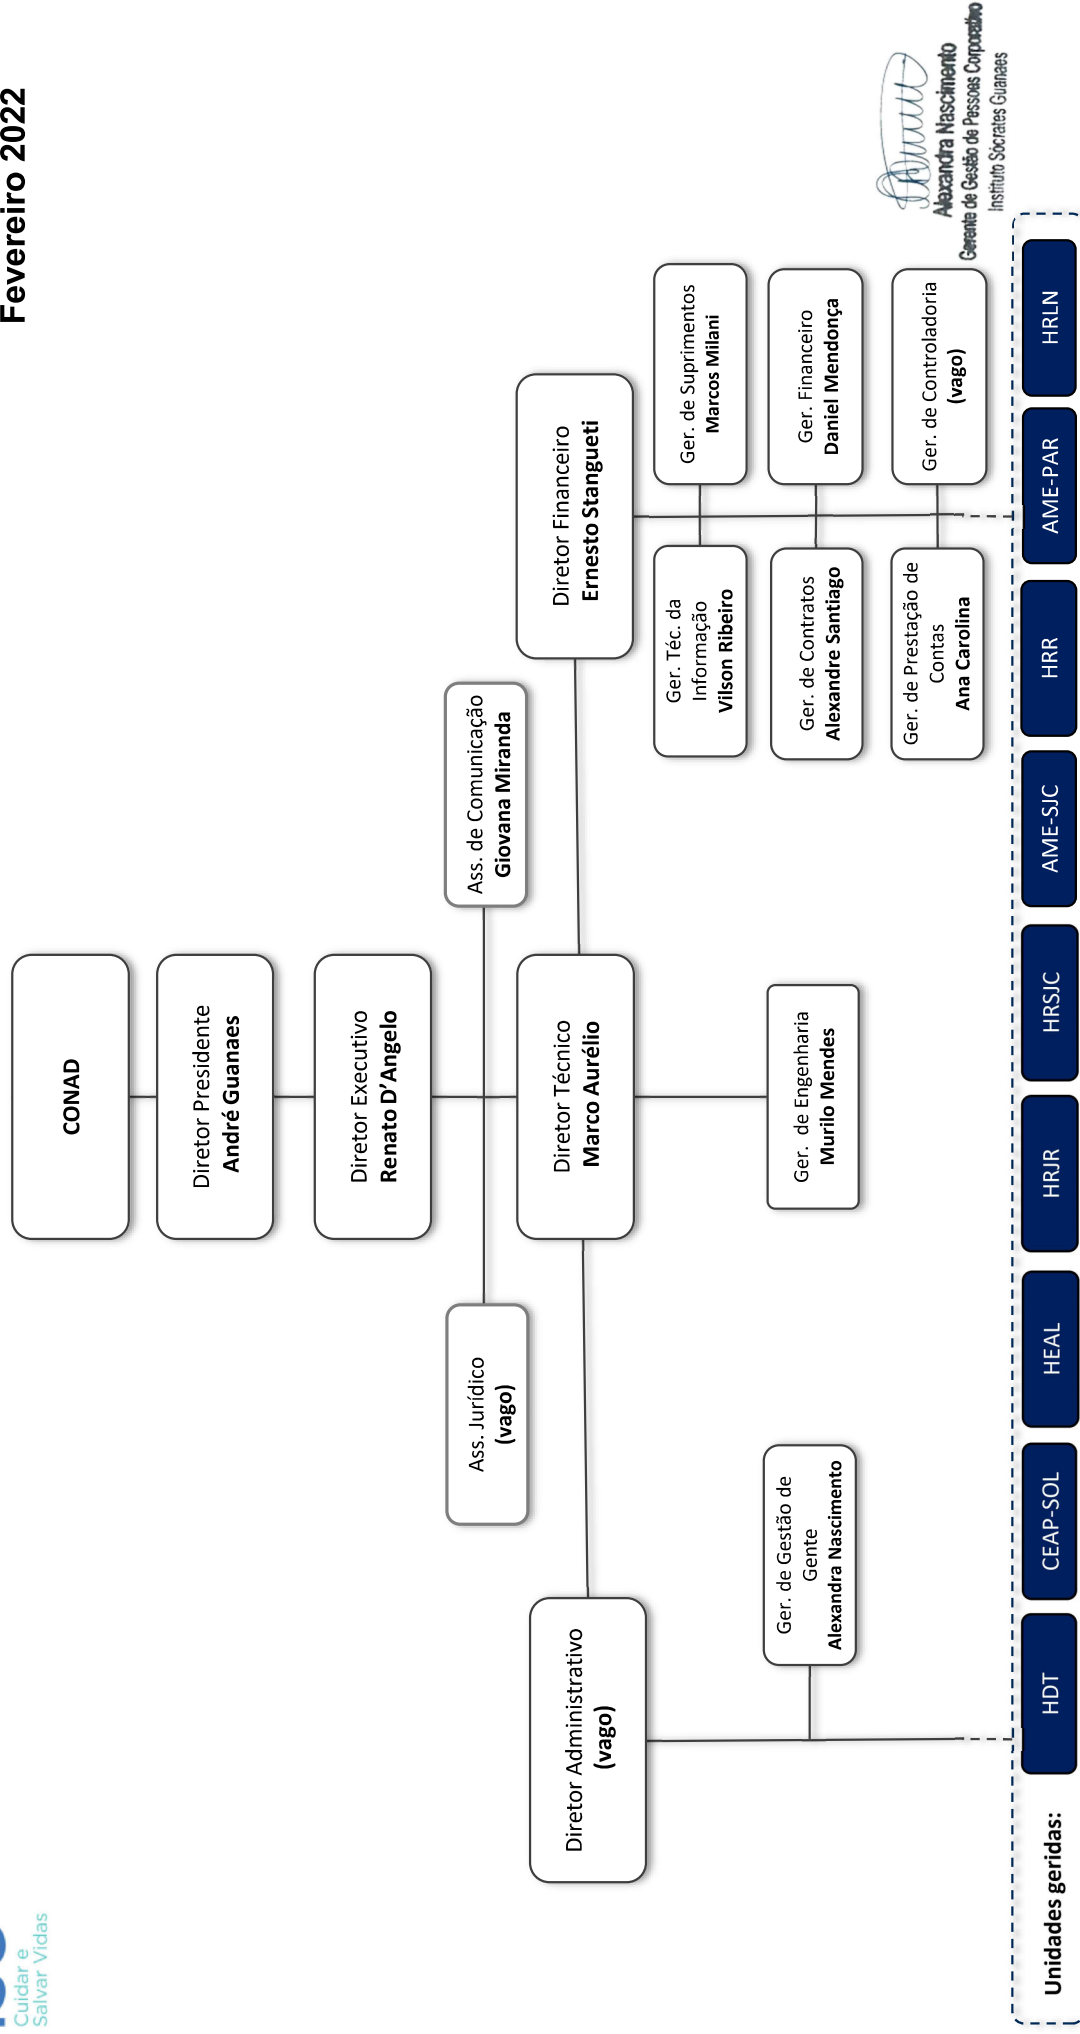 Cuidar e
Salvar Vidas
Fevereiro 2022
CONAD
Diretor Presidente
André Guanaes
Diretor Executivo
Renato D'Angelo
Ass. Jurídico
(vago)
Ass. de Comunicação
Giovana Miranda
Diretor Administrativo
(vago)
Diretor Técnico
Marco Aurélio
Diretor Financeiro
Ernesto Stangueti
Ger. Téc. da
Informação
Vilson Ribeiro
Ger. de Suprimentos
Marcos Milani
Ger. de Gestão de
Gente
Alexandra Nascimento
Ger. de Engenharia
Murilo Mendes
Ger. de Contratos
Alexandre Santiago
Ger. Financeiro
Daniel Mendonça
Ger. de Prestação de
Contas
Ana Carolina
Ger. de Controladoria
(vago)
Alexandra Nascimento
Gerente de Gestão de Pessoas Corporativo
Instituto Sócrates Guanaes
Unidades geridas:
HDT
CEAP-SOL
HEAL
HRJR
HRSJC
AME-SJC
HRR
AME-PAR
HRLN